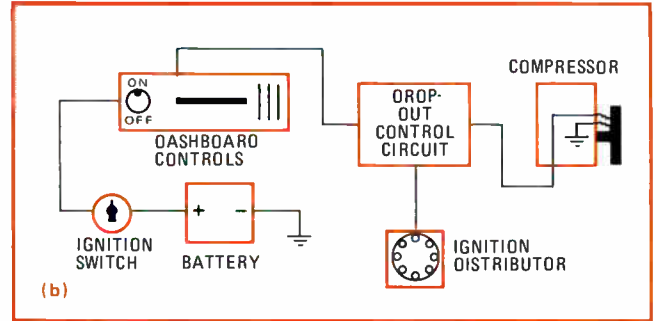 COMPRESSOR
ON
OFF
OASHBOARO
CONTROLS
OROP-
OUT
CONTROL
CIRCUIT
+
−
IGNITION
SWITCH
BATTERY
IGNITION
OISTRIBUTOR
(b)